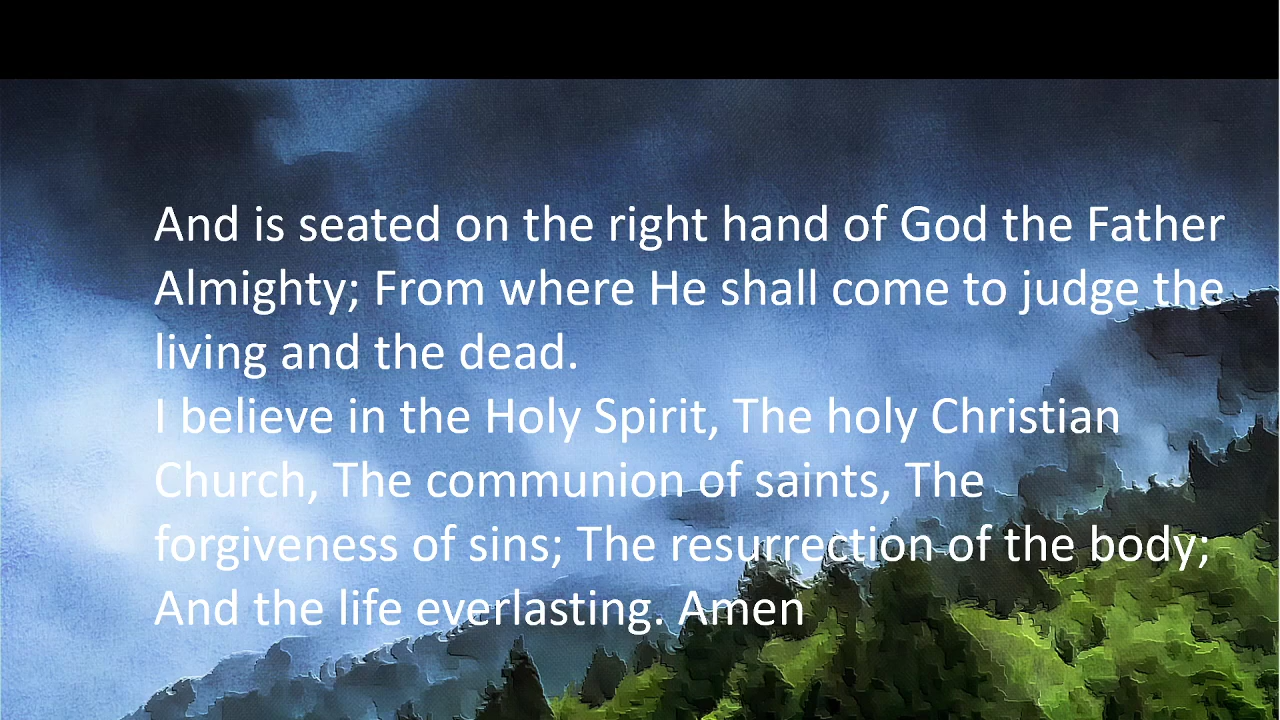 And is seated on the right hand of God the Father
Almighty; From where He shall come to judge the
living and the dead.
I believe in the Holy Spirit, The holy Christian
Church, The communion of saints, The
forgiveness of sins; The resurrection of the body;
And the life everlasting. Amen